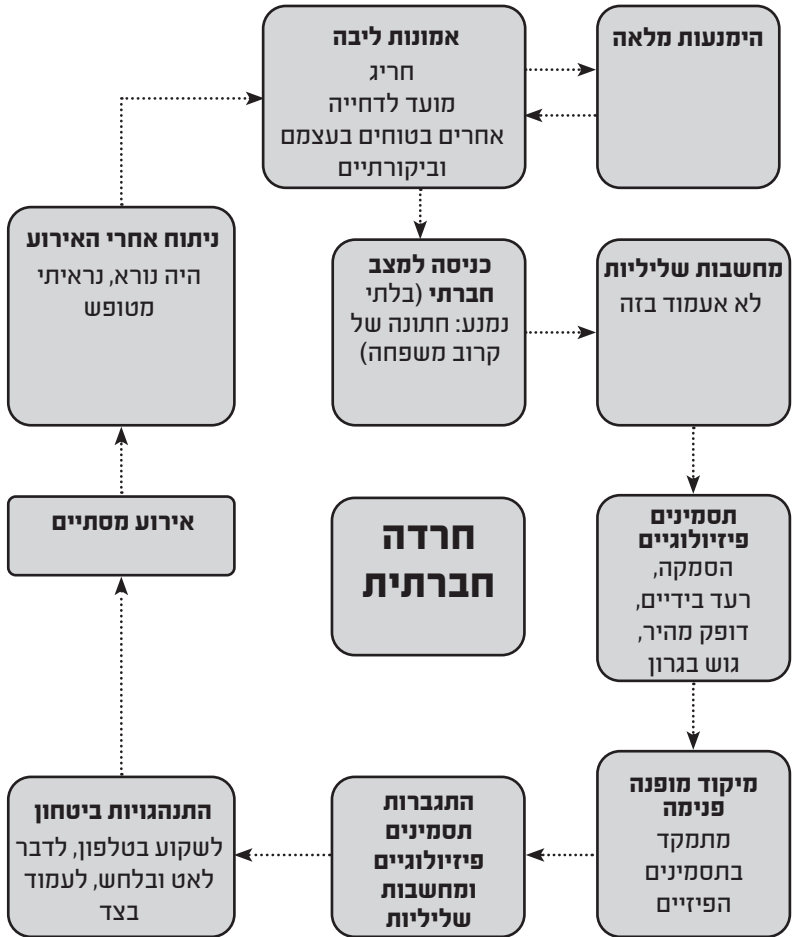 אמונות ליבה
חריג
מועד לדחייה
אחרים בטוחים בעצמם
וביקורתיים
הימנעות מלאה
כניסה למצב
חברתי (בלתי
נמנע: חתונה של
קרוב משפחה)
מחשבות שליליות
לא אעמוד בזה
תסמינים
פיזיולוגיים
הסמקה,
רעד בידיים,
דופק מהיר,
גוש בגרון
מיקוד מופנה
פנימה
מתמקד
בתסמינים
הפיזיים
התגברות
תסמינים
פיזיולוגיים
ומחשבות
שליליות
התנהגויות ביטחון
לשקוע בטלפון, לדבר
לאט ובלחש, לעמוד
בצד
אירוע מסתיים
ניתוח אחרי האירוע
היה נורא, נראיתי
מטופש
חרדה
חברתית